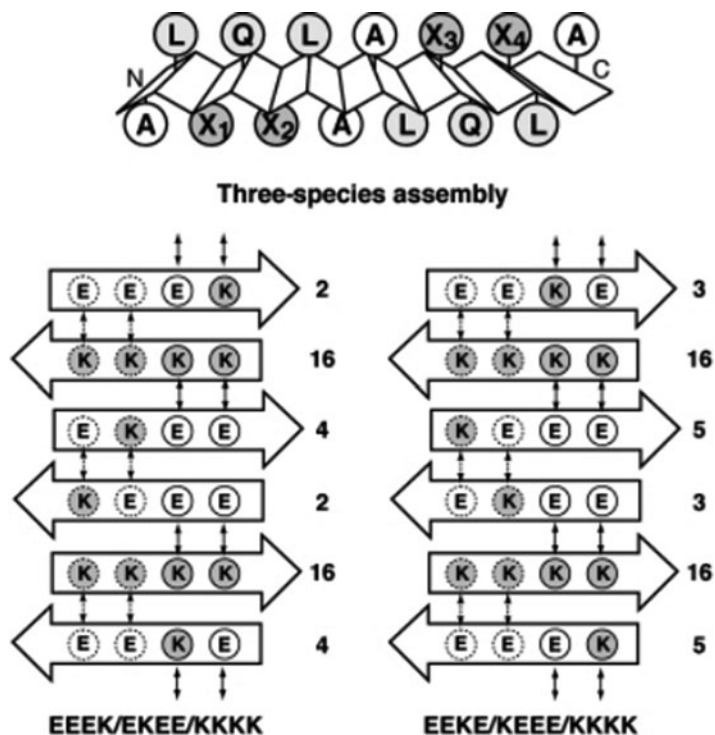 L Q L A X3 X4 A
N C
A X1 X2 A L Q L
Three-species assembly
E E E K 2
K K K K 16
E K E E 4
K E E E 2
K K K K 16
E E K E 4
EEEK/EKEE/KKKK
E E K E 3
K K K K 16
K E E E 5
E K E E 3
K K K K 16
E E E K 5
EEKE/KEEE/KKKK